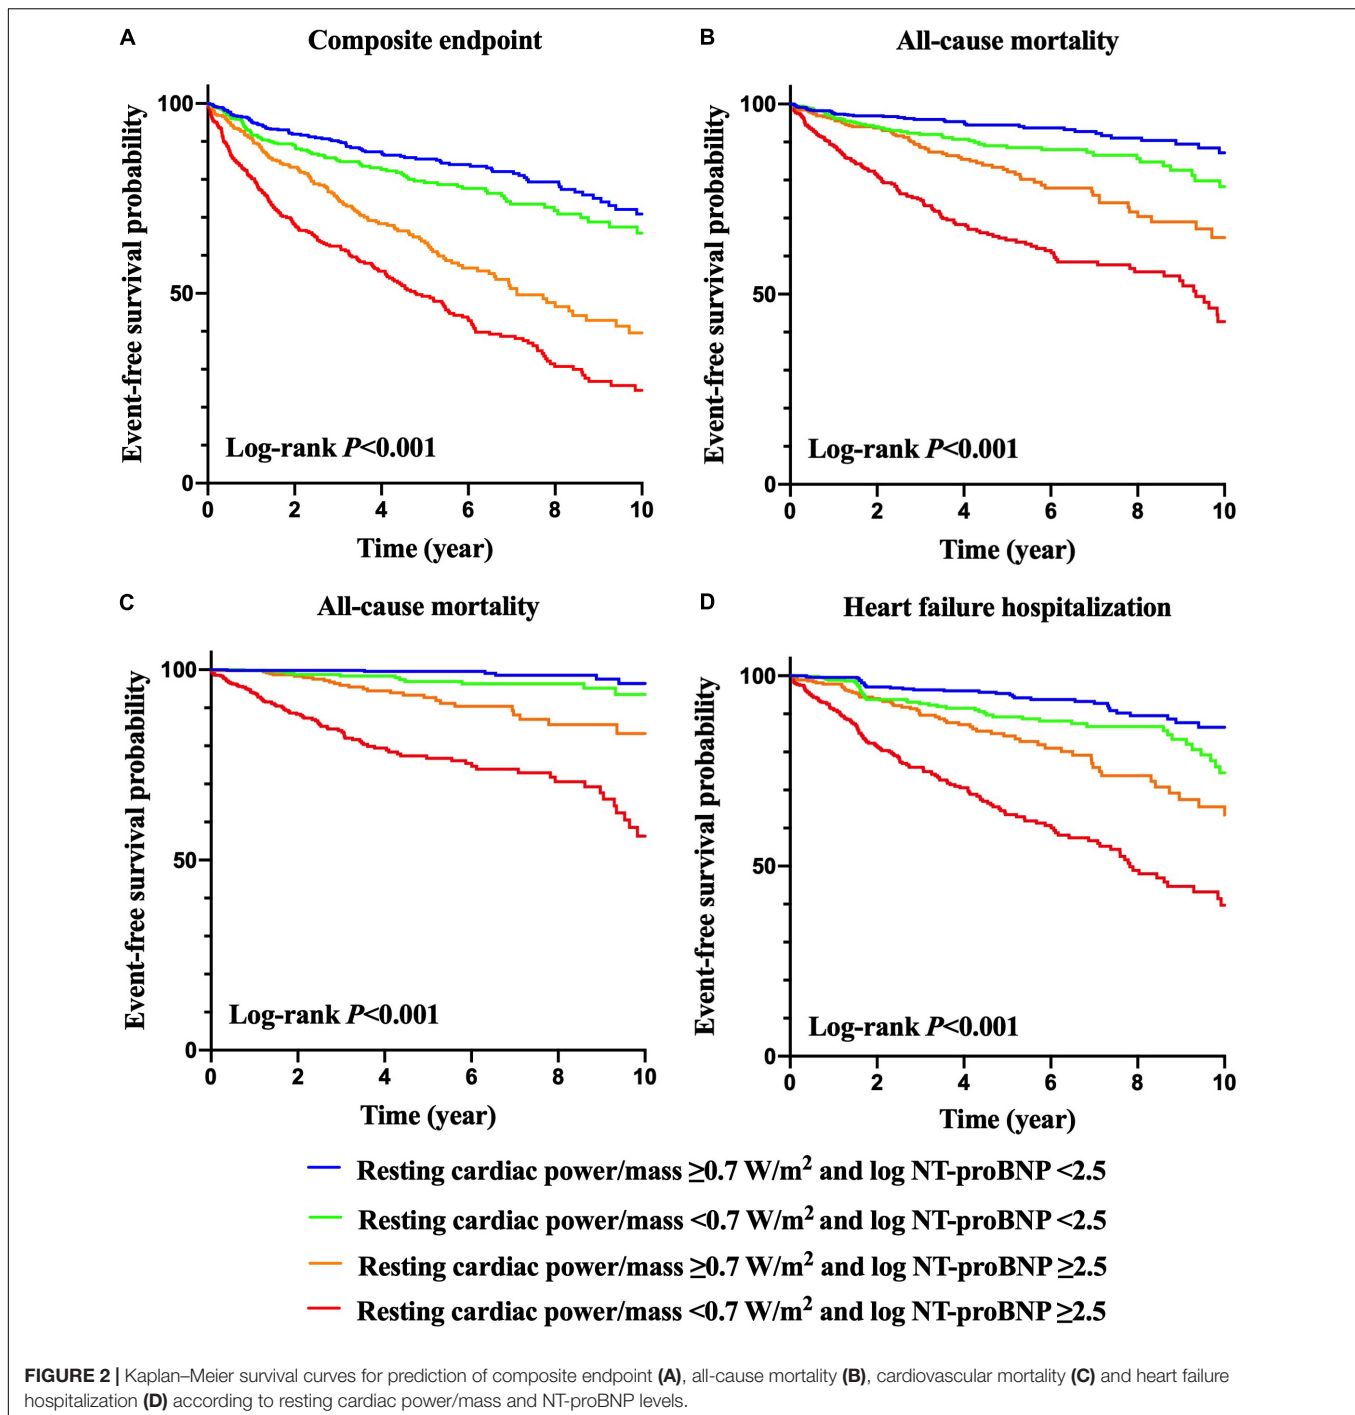 A
Composite endpoint
Event-free survival probability
100
50
0
Log-rank P<0.001
0 2 4 6 8 10
Time (year)
B
All-cause mortality
Event-free survival probability
100
50
0
Log-rank P<0.001
0 2 4 6 8 10
Time (year)
C
All-cause mortality
Event-free survival probability
100
50
0
Log-rank P<0.001
0 2 4 6 8 10
Time (year)
D
Heart failure hospitalization
Event-free survival probability
100
50
0
Log-rank P<0.001
0 2 4 6 8 10
Time (year)
Resting cardiac power/mass ≥0.7 W/m² and log NT-proBNP <2.5
Resting cardiac power/mass <0.7 W/m² and log NT-proBNP <2.5
Resting cardiac power/mass ≥0.7 W/m² and log NT-proBNP ≥2.5
Resting cardiac power/mass <0.7 W/m² and log NT-proBNP ≥2.5
FIGURE 2 | Kaplan–Meier survival curves for prediction of composite endpoint (A), all-cause mortality (B), cardiovascular mortality (C) and heart failure
hospitalization (D) according to resting cardiac power/mass and NT-proBNP levels.